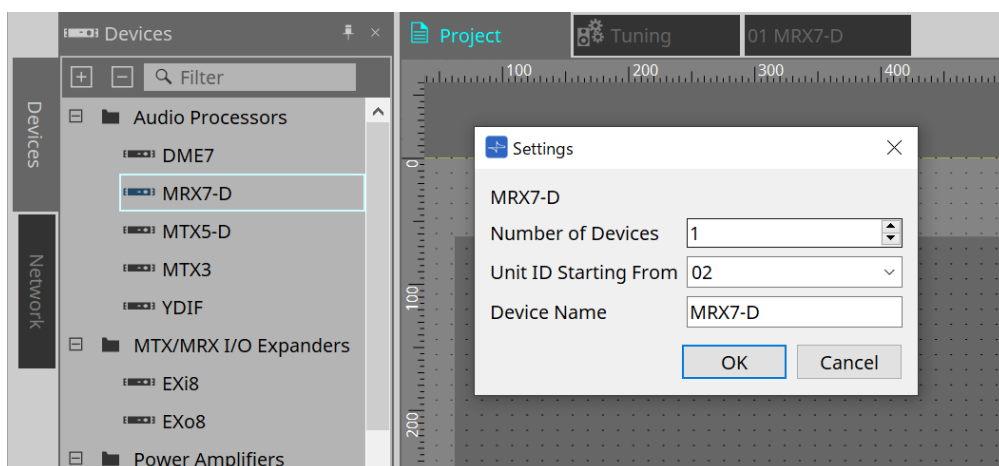 Devices
Project
Tuning
01 MRX7-D
Filter
100
200
300
400
Devices
Network
Audio Processors
DME7
MRX7-D
MTX5-D
MTX3
YDIF
MTX/MRX I/O Expanders
EXi8
EXo8
Power Amplifiers
0
100
200
Settings
MRX7-D
Number of Devices 1
Unit ID Starting From 02
Device Name MRX7-D
OK Cancel